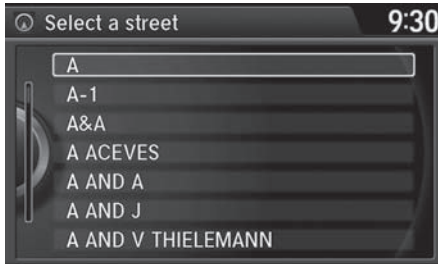 Select a street
9:30
A
A-1
A&A
A ACEVES
A AND A
A AND J
A AND V THIELEMANN